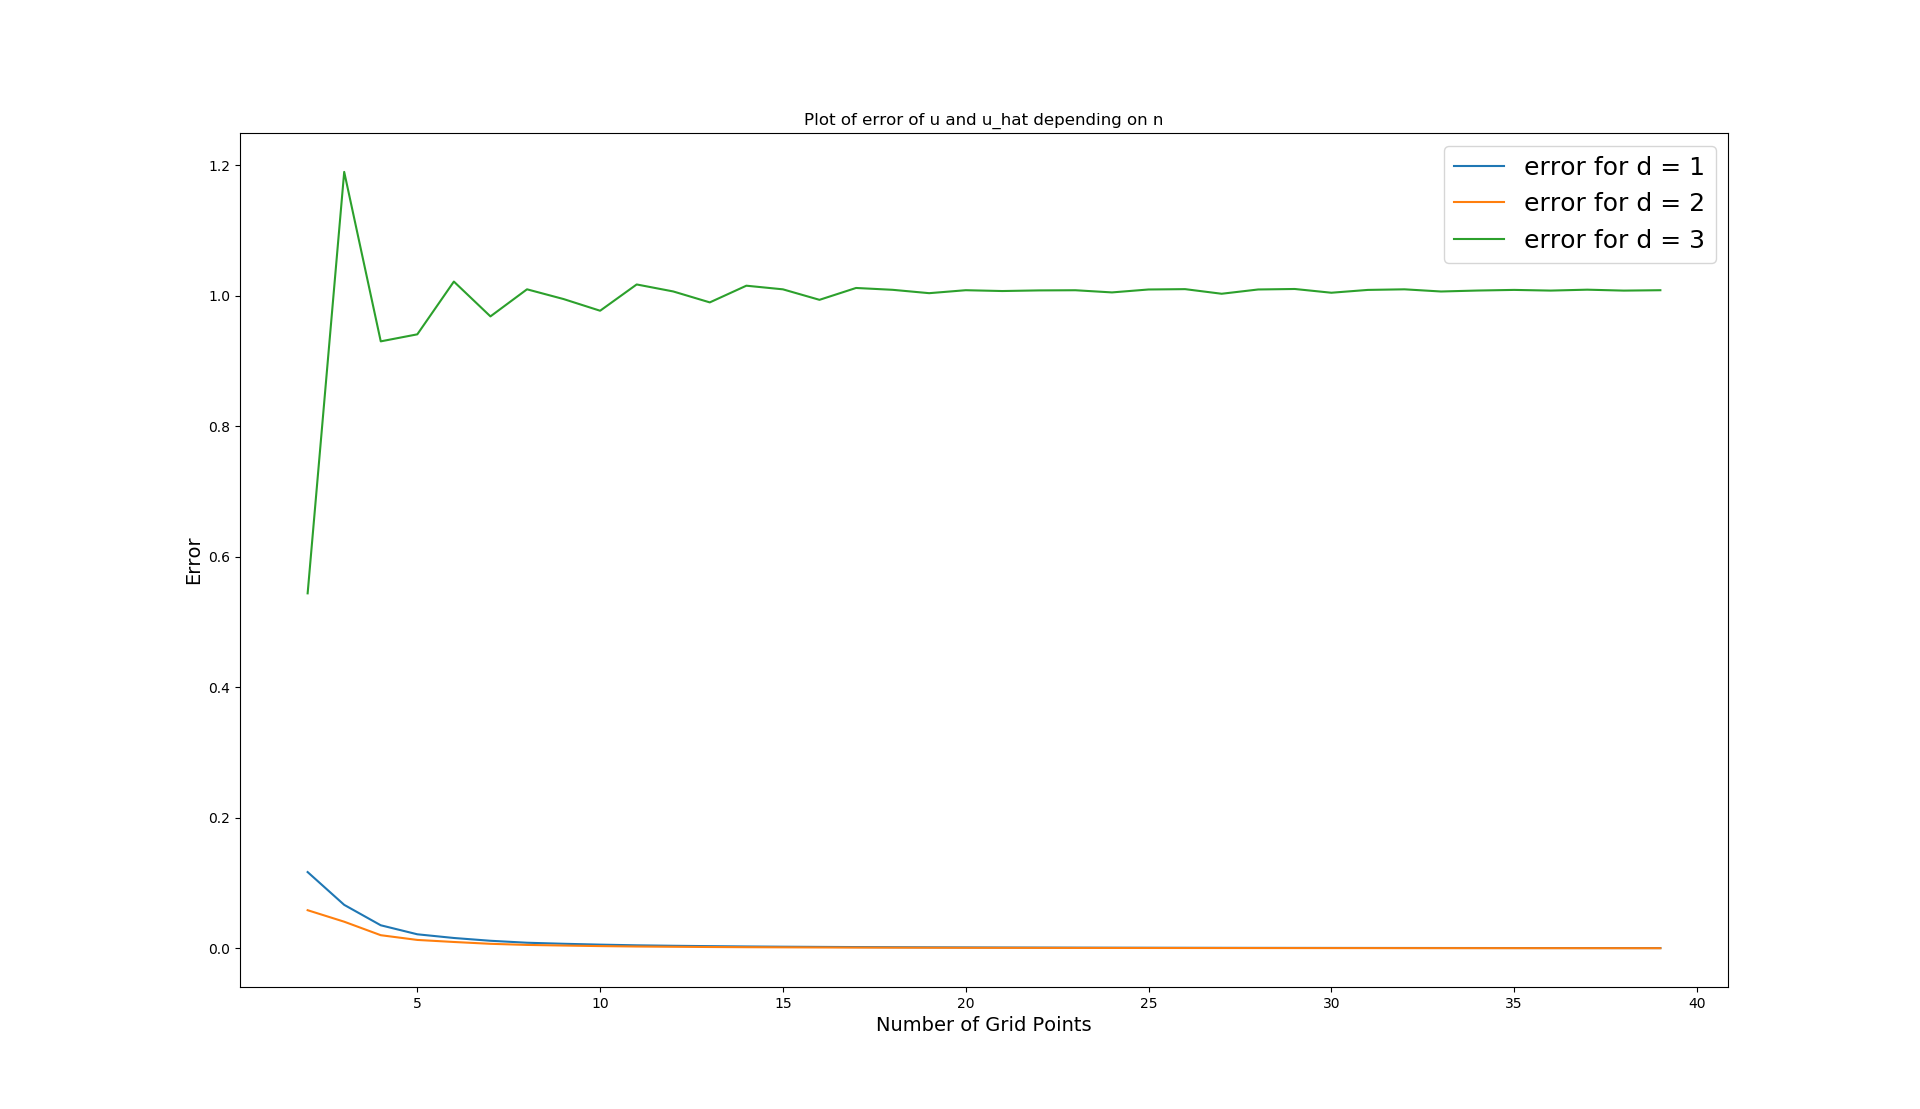 Plot of error of u and u_hat depending on n
error for d = 1
error for d = 2
error for d = 3
1.2
1.0
0.8
0.6
0.4
0.2
0.0
Error
5 10 15 20 25 30 35 40
Number of Grid Points